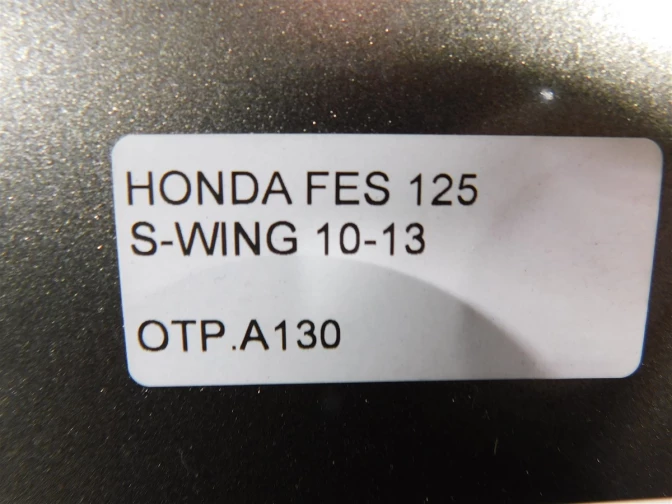 HONDA FES 125
S-WING 10-13
OTP.A130